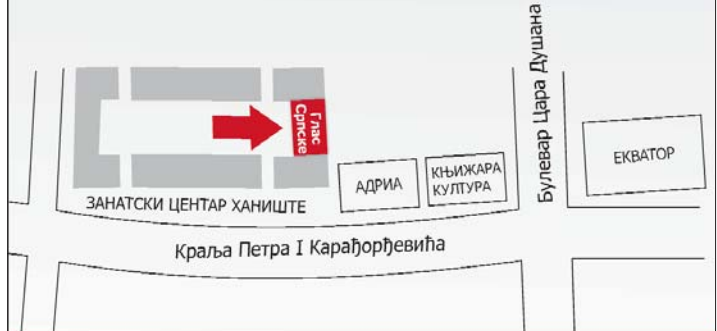 Булевар Цара Душана
Глас
Српске
ЕКВАТОР
АДРИА
КЊИЖАРА
КУЛТУРА
ЗАНАТСКИ ЦЕНТАР ХАНИШТЕ
Краља Петра I Карађорђевића